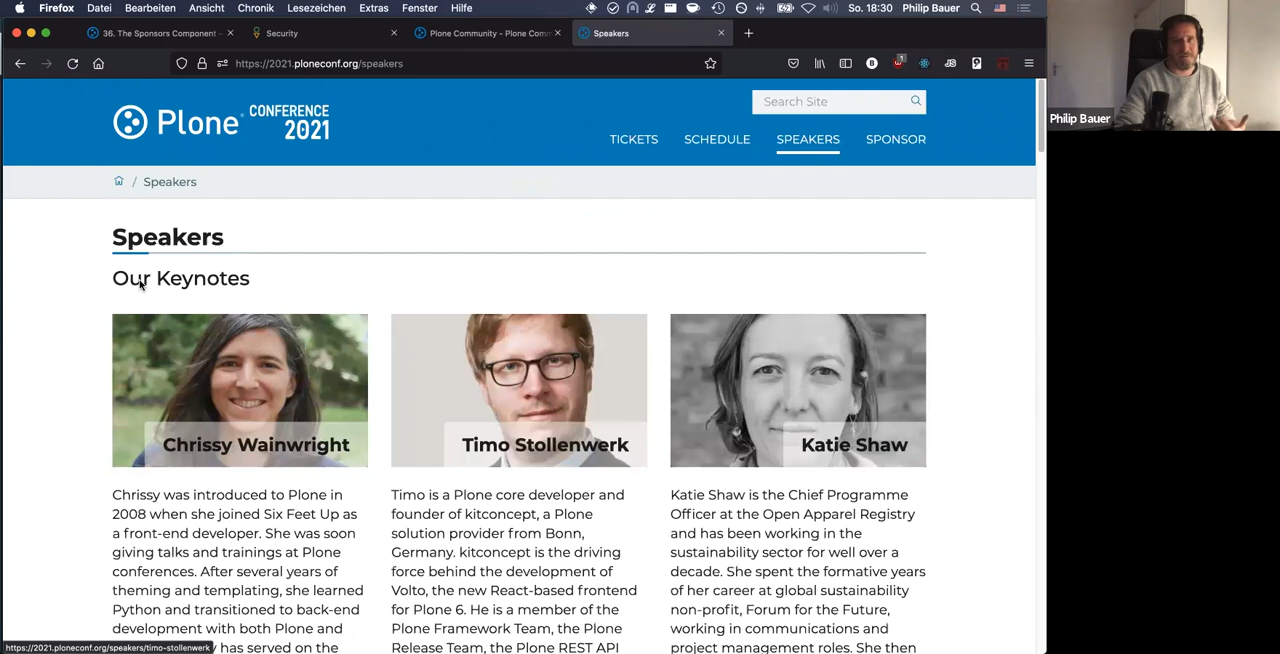 Firefox Datei Bearbeiten Ansicht Chronik Lesezeichen Extras Fenster Hilfe So. 18:30 Philip Bauer
36. The Sponsors Component - Security Plone Community - Plone Com Speakers
https://2021.ploneconf.org/speakers
Plone CONFERENCE 2021
Search Site
TICKETS SCHEDULE SPEAKERS SPONSOR
/ Speakers
Speakers
Our Keynotes
Chrissy Wainwright
Timo Stollenwerk
Katie Shaw
Chrissy was introduced to Plone in
2008 when she joined Six Feet Up as
a front-end developer. She was soon
giving talks and trainings at Plone
conferences. After several years of
theming and templating, she learned
Python and transitioned to back-end
development with both Plone and
has served on the
Timo is a Plone core developer and
founder of kitconcept, a Plone
solution provider from Bonn,
Germany. kitconcept is the driving
force behind the development of
Volto, the new React-based frontend
for Plone 6. He is a member of the
Plone Framework Team, the Plone
Release Team, the Plone REST API
Katie Shaw is the Chief Programme
Officer at the Open Apparel Registry
and has been working in the
sustainability sector for well over a
decade. She spent the formative years
of her career at global sustainability
non-profit, Forum for the Future,
working in communications and
project management roles. She then
https://2021.ploneconf.org/speakers/timo-stollenwerk
Philip Bauer